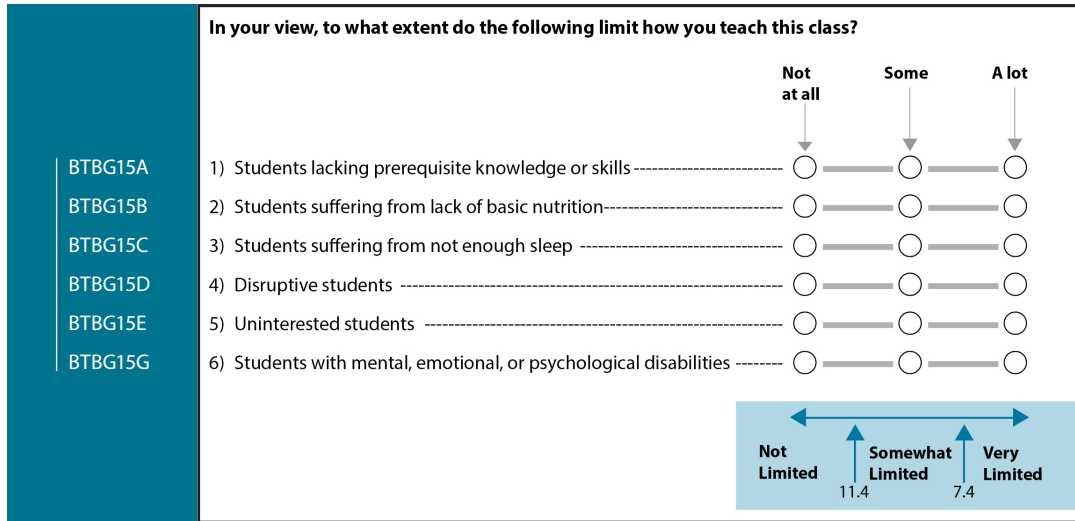 In your view, to what extent do the following limit how you teach this class?
Not at all
Some
A lot
BTBG15A 1) Students lacking prerequisite knowledge or skills
BTBG15B 2) Students suffering from lack of basic nutrition
BTBG15C 3) Students suffering from not enough sleep
BTBG15D 4) Disruptive students
BTBG15E 5) Uninterested students
BTBG15G 6) Students with mental, emotional, or psychological disabilities
Not Limited
Somewhat Limited
Very Limited
11.4
7.4